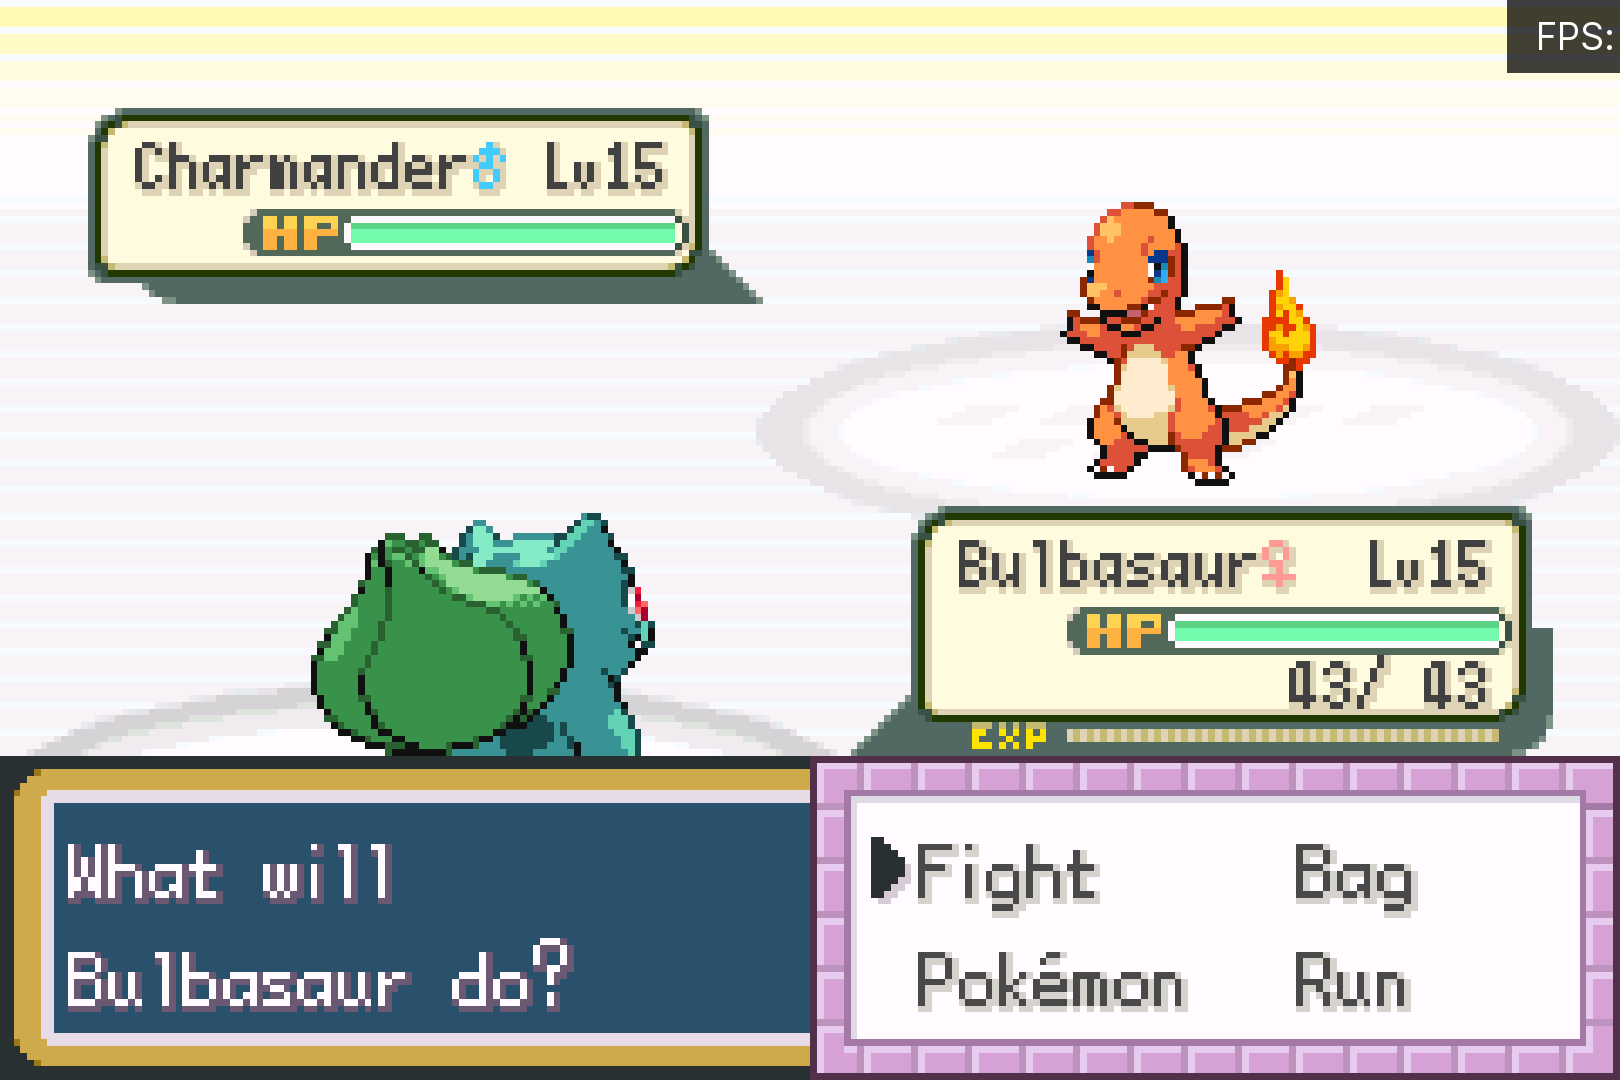 FPS:
Charmander♂ Lv15
HP
Bulbasaur♀ Lv15
HP
43/ 43
EXP
What will
Bulbasaur do?
Fight Bag
Pokémon Run